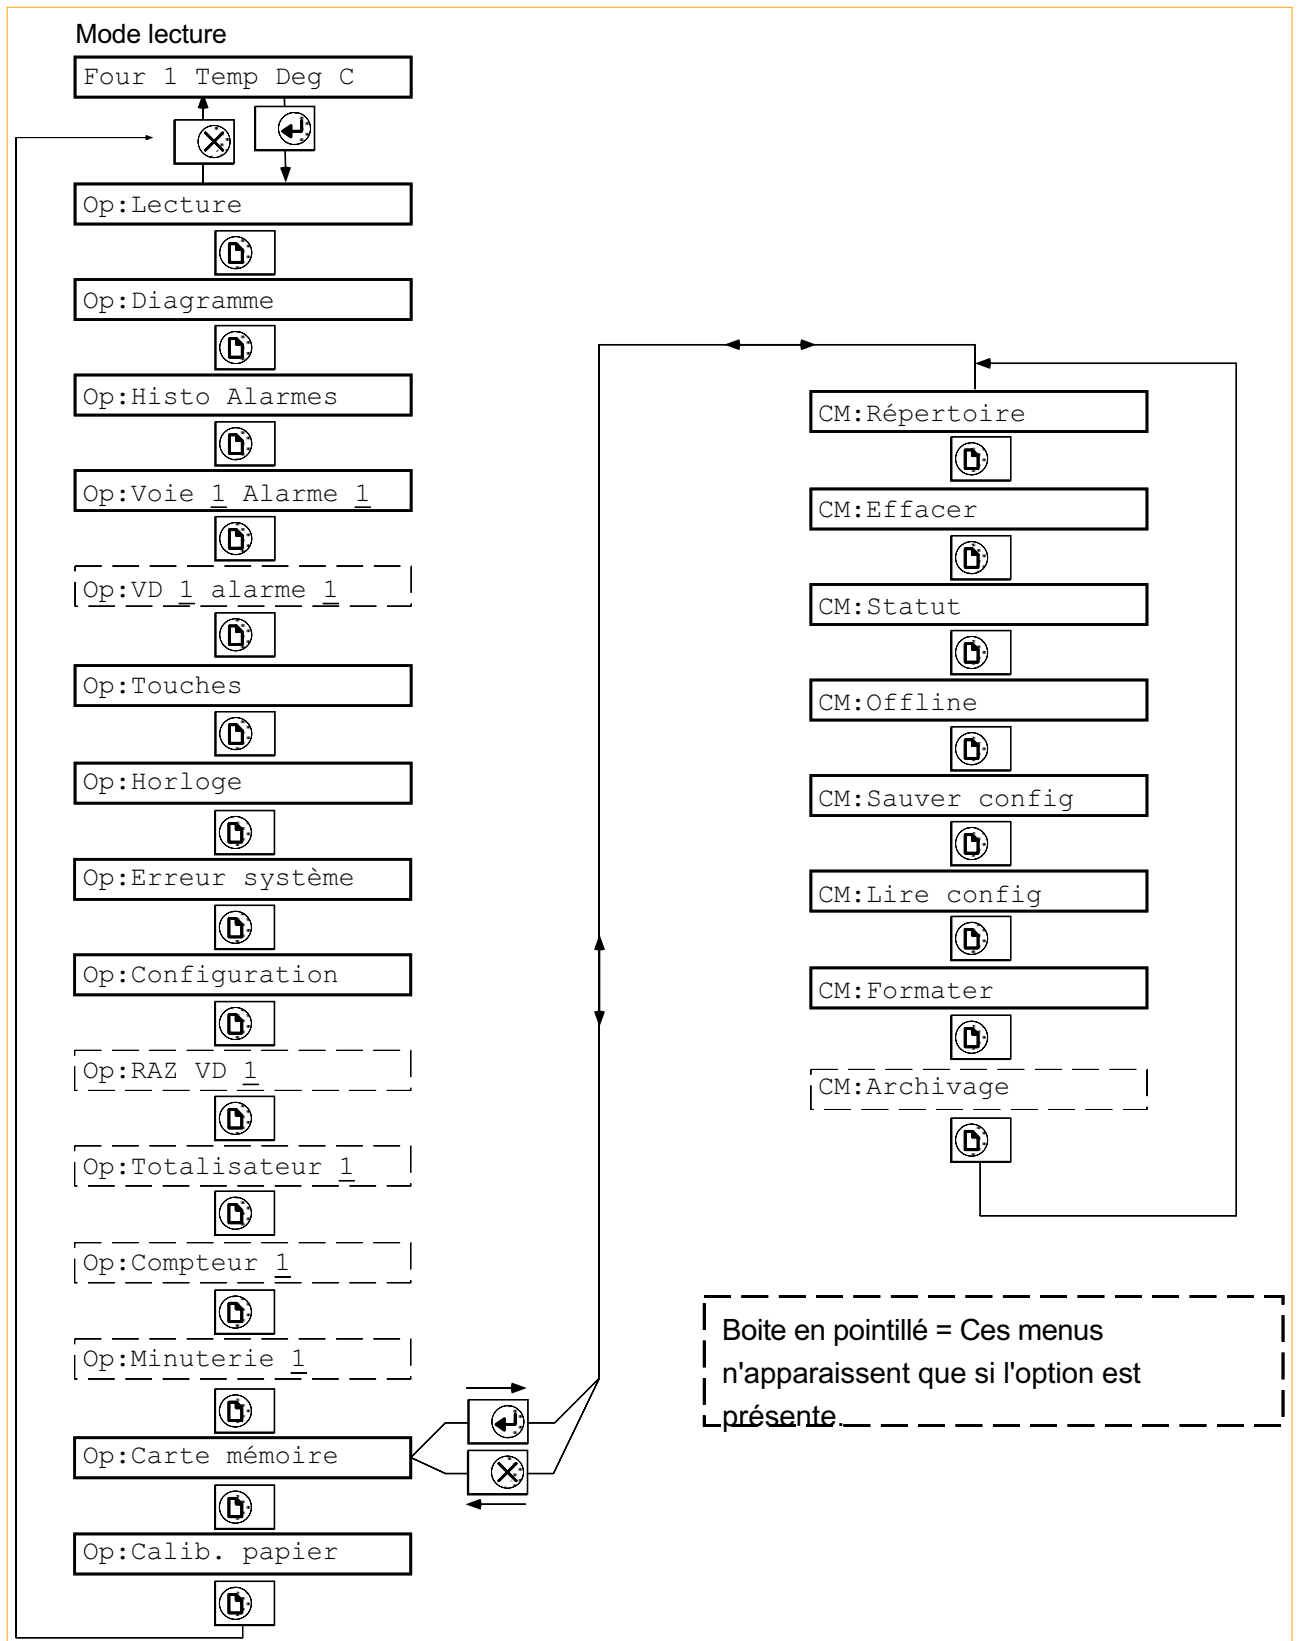 Mode lecture
Four 1 Temp Deg C
Op:Lecture
Op:Diagramme
Op:Histo Alarmes
Op:Voie 1 Alarme 1
Op:VD 1 alarme 1
Op:Touches
Op:Horloge
Op:Erreur système
Op:Configuration
Op:RAZ VD 1
Op:Totalisateur 1
Op:Compteur 1
Op:Minuterie 1
Op:Carte mémoire
Op:Calib. papier
CM:Répertoire
CM:Effacer
CM:Statut
CM:Offline
CM:Sauver config
CM:Lire config
CM:Formater
CM:Archivage
Boite en pointillé = Ces menus
n'apparaissent que si l'option est
présente.